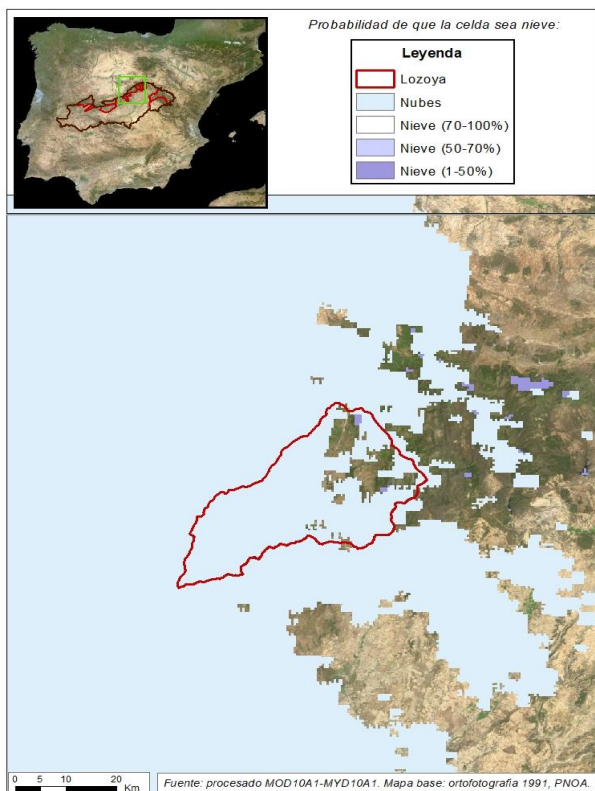 Probabilidad de que la celda sea nieve:
Leyenda
Lozoya
Nubes
Nieve (70-100%)
Nieve (50-70%)
Nieve (1-50%)
0 5 10 20
Km
Fuente: procesado MOD10A1-MYD10A1. Mapa base: ortofotografia 1991, PNOA.